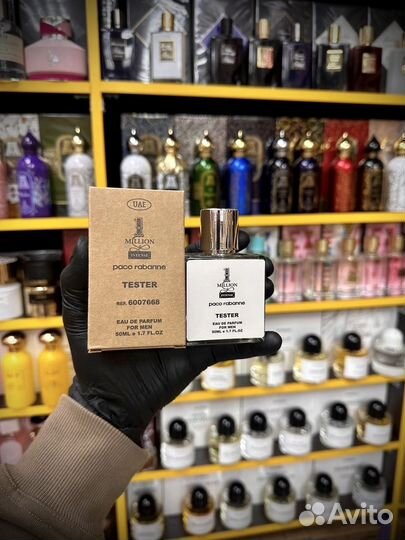 UAE
1
MILLION
INTENSE
paco rabanne
TESTER
REF. 6007668
EAU DE PARFUM
FOR MEN
50ML e 1.7 FL.OZ
1
MILLION
INTENSE
paco rabanne
TESTER
EAU DE PARFUM
FOR MEN
50ML e 1.7 FL.OZ
Avito